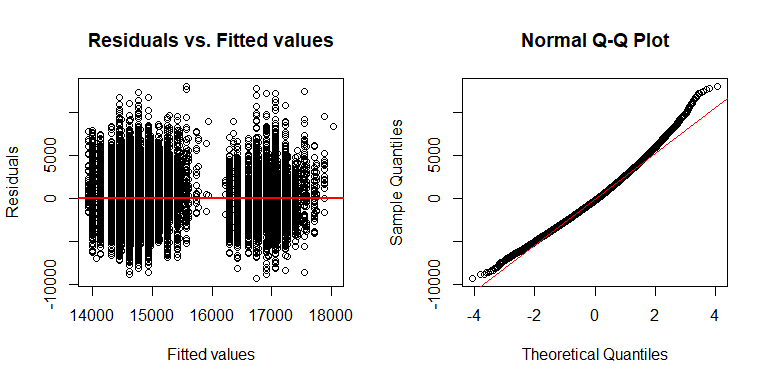 Residuals vs. Fitted values
Residuals
-10000
0
5000
14000
15000
16000
17000
18000
Fitted values
Normal Q-Q Plot
Sample Quantiles
-10000
0
5000
-4
-2
0
2
4
Theoretical Quantiles